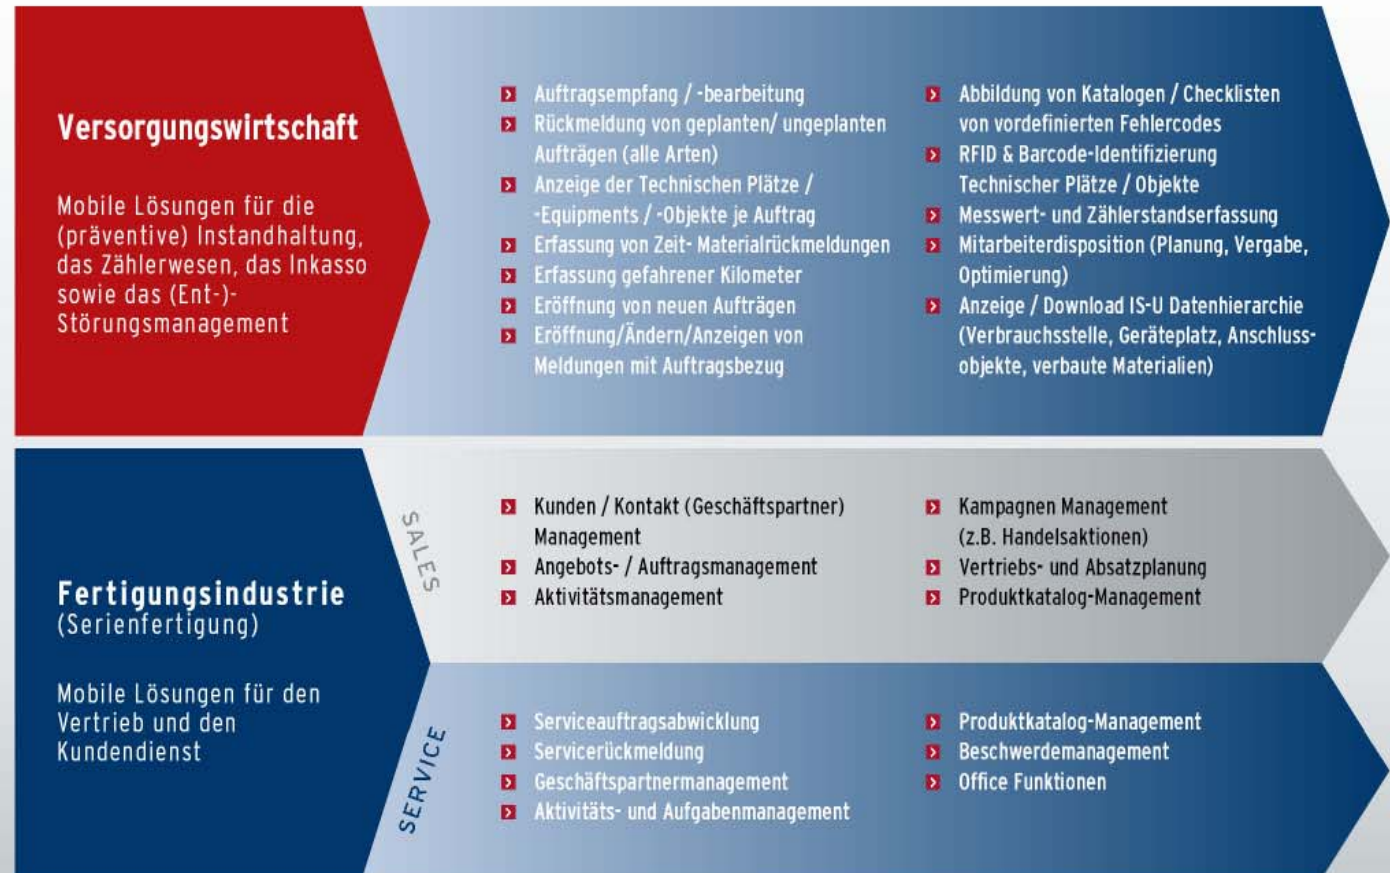 Versorgungswirtschaft
Mobile Lösungen für die
(präventive) Instandhaltung,
das Zählerwesen, das Inkasso
sowie das (Ent-)-
Störungsmanagement
Auftragsempfang / -bearbeitung
Rückmeldung von geplanten/ ungeplanten
Aufträgen (alle Arten)
Anzeige der Technischen Plätze /
-Equipments / -Objekte je Auftrag
Erfassung von Zeit- Materialrückmeldungen
Erfassung gefahrener Kilometer
Eröffnung von neuen Aufträgen
Eröffnung/Ändern/Anzeigen von
Meldungen mit Auftragsbezug
Abbildung von Katalogen / Checklisten
von vordefinierten Fehlercodes
RFID & Barcode-Identifizierung
Technischer Plätze / Objekte
Messwert- und Zählerstandserfassung
Mitarbeiterdisposition (Planung, Vergabe,
Optimierung)
Anzeige / Download IS-U Datenhierarchie
(Verbrauchsstelle, Geräteplatz, Anschluss-
objekte, verbaute Materialien)
Fertigungsindustrie
(Serienfertigung)
Mobile Lösungen für den
Vertrieb und den
Kundendienst
SALES
Kunden / Kontakt (Geschäftspartner)
Management
Angebots- / Auftragsmanagement
Aktivitätsmanagement
Kampagnen Management
(z.B. Handelsaktionen)
Vertriebs- und Absatzplanung
Produktkatalog-Management
SERVICE
Serviceauftragsabwicklung
Servicerückmeldung
Geschäftspartnermanagement
Aktivitäts- und Aufgabenmanagement
Produktkatalog-Management
Beschwerdemanagement
Office Funktionen